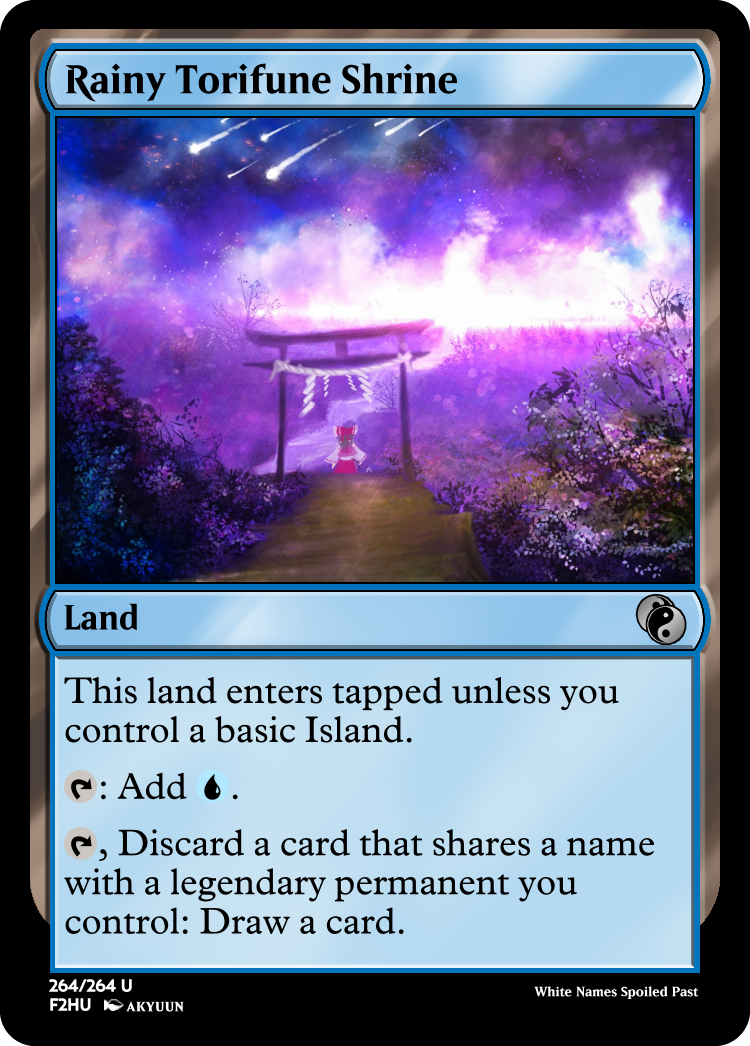 Rainy Torifune Shrine
Land
This land enters tapped unless you
control a basic Island.
: Add .
, Discard a card that shares a name
with a legendary permanent you
control: Draw a card.
264/264 U
F2HU AKYUUN
White Names Spoiled Past